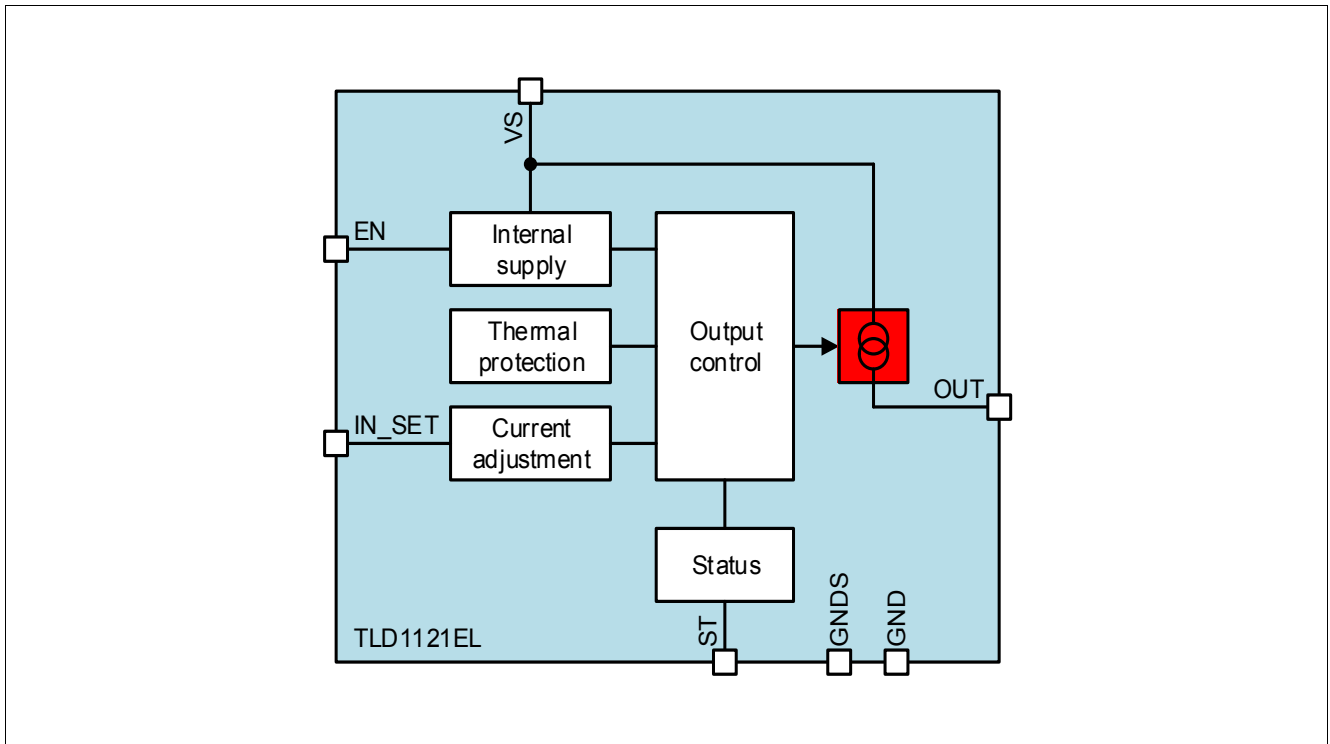 VS
EN
Internal
supply
Thermal
protection
Output
control
OUT
IN_SET
Current
adjustment
Status
ST
GNDS
GND
TLD1121EL